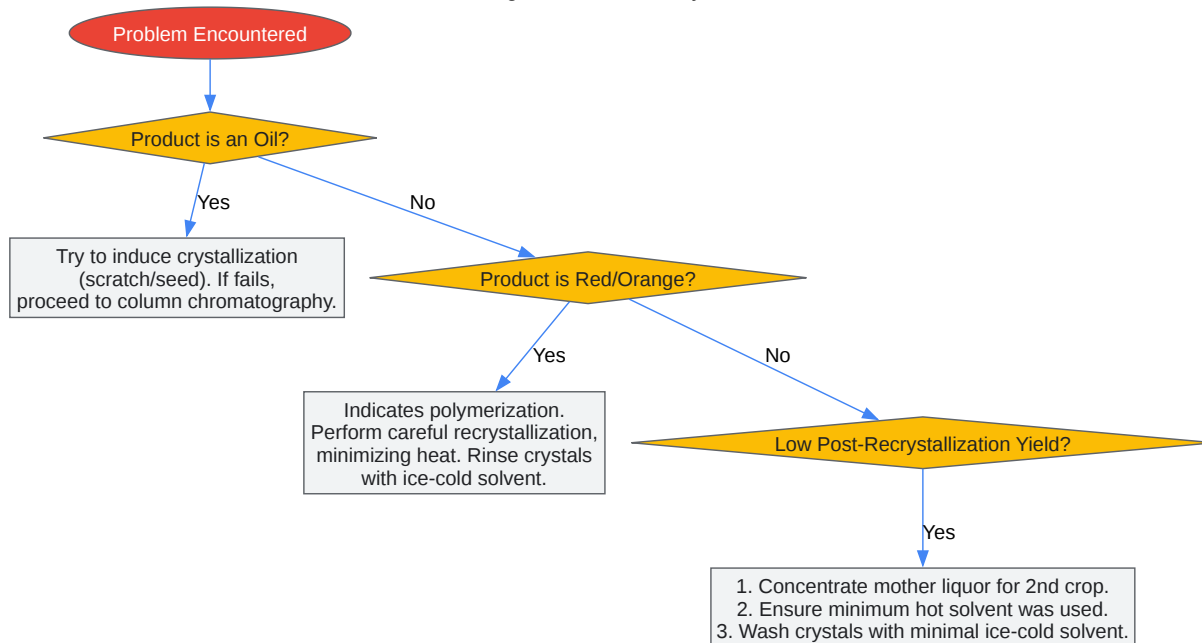 Problem Encountered
Product is an Oil?
Yes
No
Try to induce crystallization
(scratch/seed). If fails,
proceed to column chromatography.
Product is Red/Orange?
Yes
No
Indicates polymerization.
Perform careful recrystallization,
minimizing heat. Rinse crystals
with ice-cold solvent.
Low Post-Recrystallization Yield?
Yes
1. Concentrate mother liquor for 2nd crop.
2. Ensure minimum hot solvent was used.
3. Wash crystals with minimal ice-cold solvent.